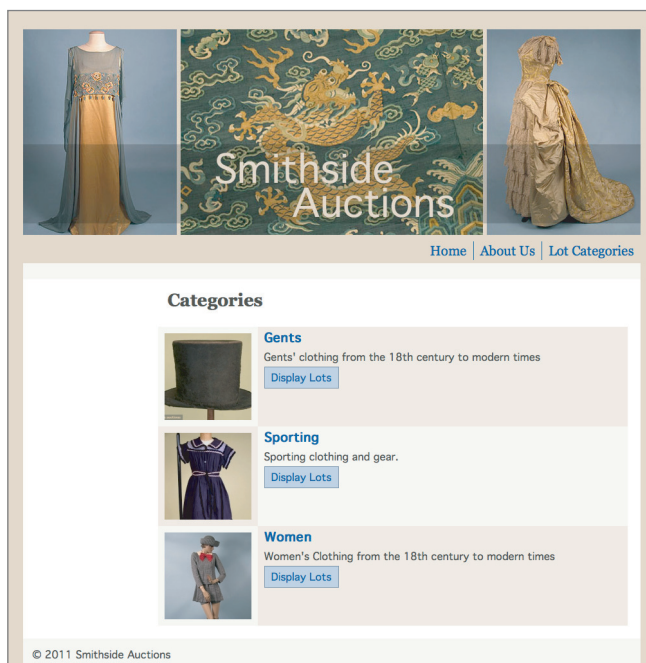 Smithside
Auctions
Home | About Us | Lot Categories
Categories
Gents
Gents' clothing from the 18th century to modern times
Display Lots
Sporting
Sporting clothing and gear.
Display Lots
Women
Women's Clothing from the 18th century to modern times
Display Lots
© 2011 Smithside Auctions